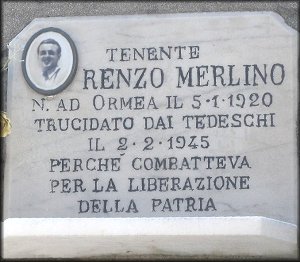 TENENTE
RENZO MERLINO
N. AD ORMEA IL 5-1-1920
TRUCIDATO DAI TEDESCHI
IL 2-2-1945
PERCHÉ COMBATTEVA
PER LA LIBERAZIONE
DELLA PATRIA